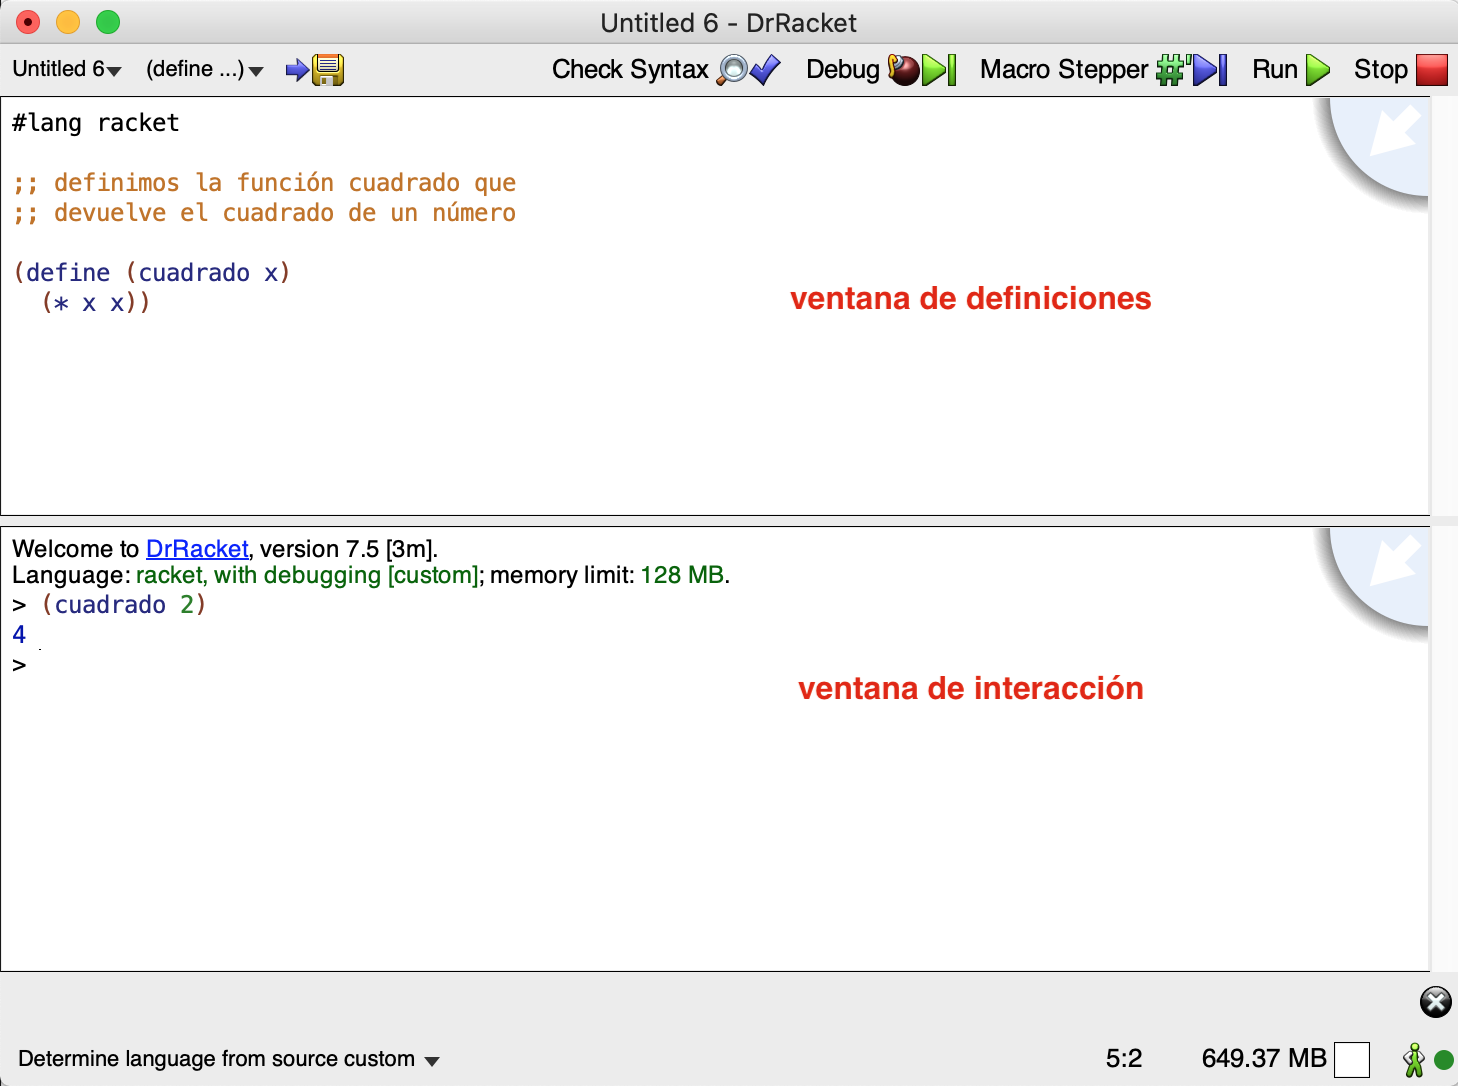 Untitled 6 - DrRacket
Untitled 6 (define ...) Check Syntax Debug Macro Stepper #' Run Stop
#lang racket
;; definimos la función cuadrado que
;; devuelve el cuadrado de un número
(define (cuadrado x)
(* x x))
ventana de definiciones
Welcome to DrRacket, version 7.5 [3m].
Language: racket, with debugging [custom]; memory limit: 128 MB.
> (cuadrado 2)
4
>
ventana de interacción
Determine language from source custom 5:2 649.37 MB